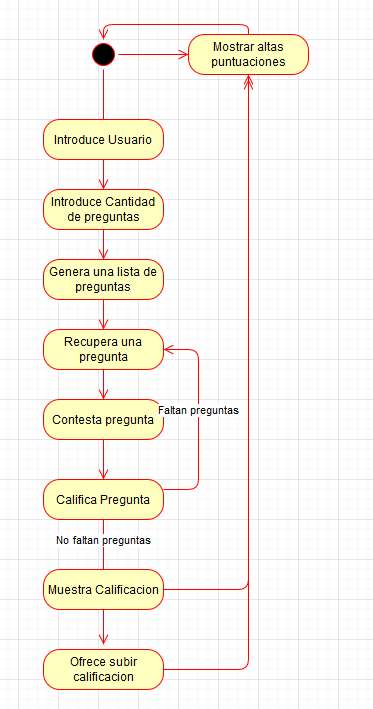 Mostrar altas
puntuaciones
Introduce Usuario
Introduce Cantidad
de preguntas
Genera una lista de
preguntas
Recupera una
pregunta
Faltan preguntas
Contesta pregunta
Califica Pregunta
No faltan preguntas
Muestra Calificacion
Ofrece subir
calificacion